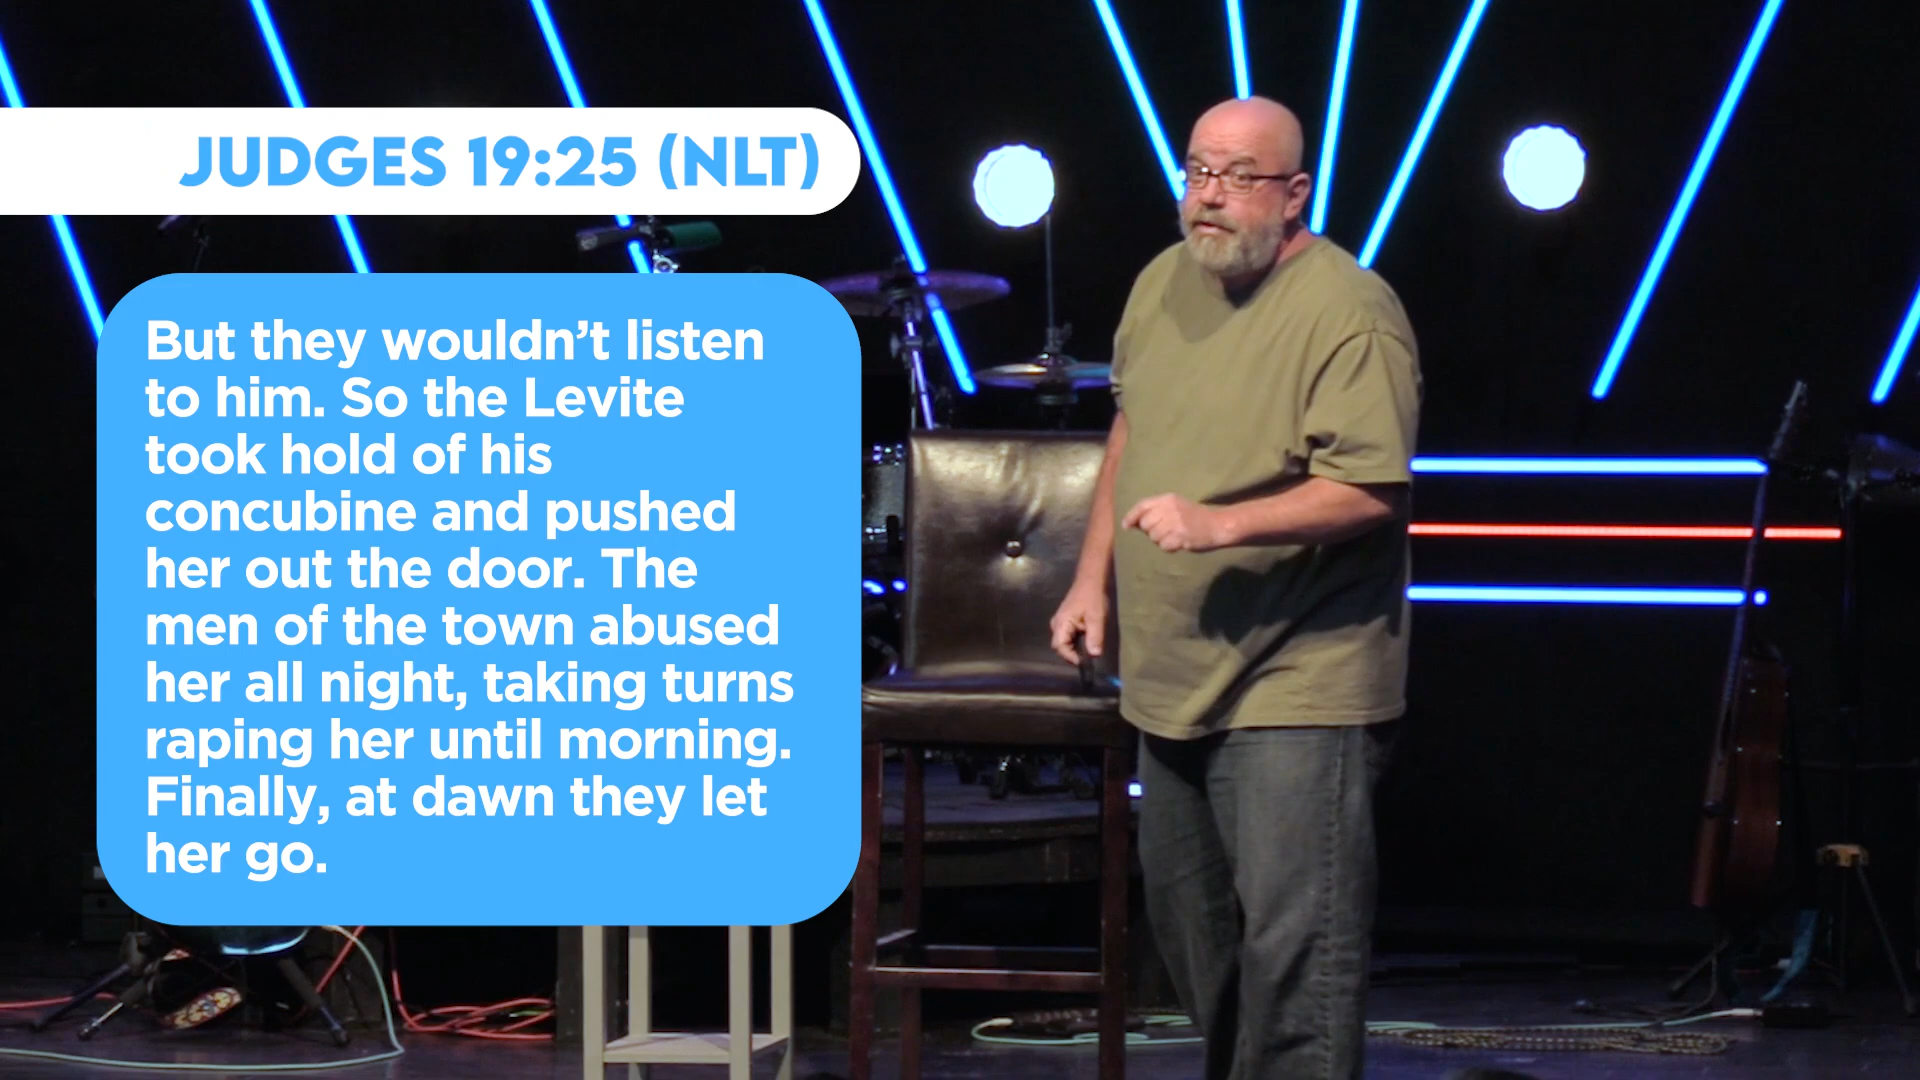 JUDGES 19:25 (NLT)
But they wouldn’t listen
to him. So the Levite
took hold of his
concubine and pushed
her out the door. The
men of the town abused
her all night, taking turns
raping her until morning.
Finally, at dawn they let
her go.